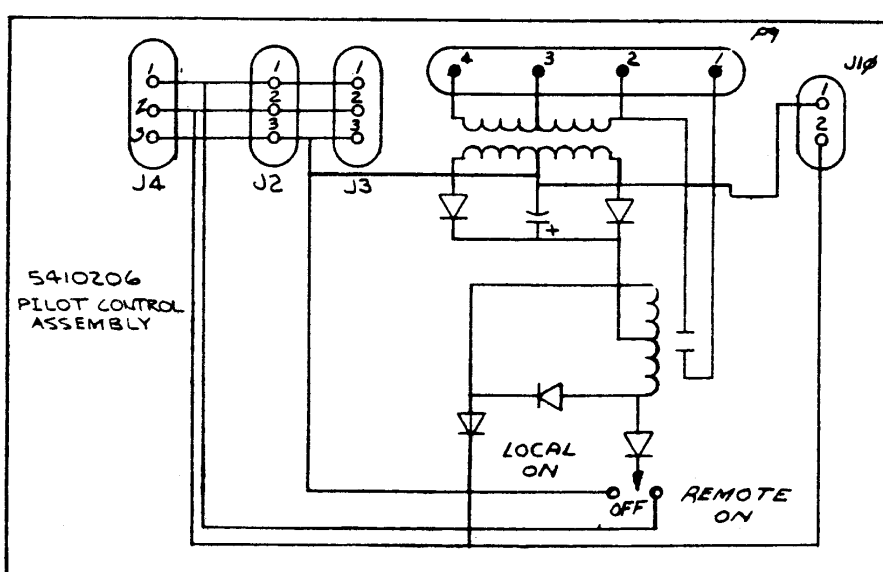 P9
4 3 2 1
J10
1
2
1 1 1
2 2 2
3 3 3
J4 J2 J3
+
5410206
PILOT CONTROL
ASSEMBLY
LOCAL
ON
OFF
REMOTE
ON